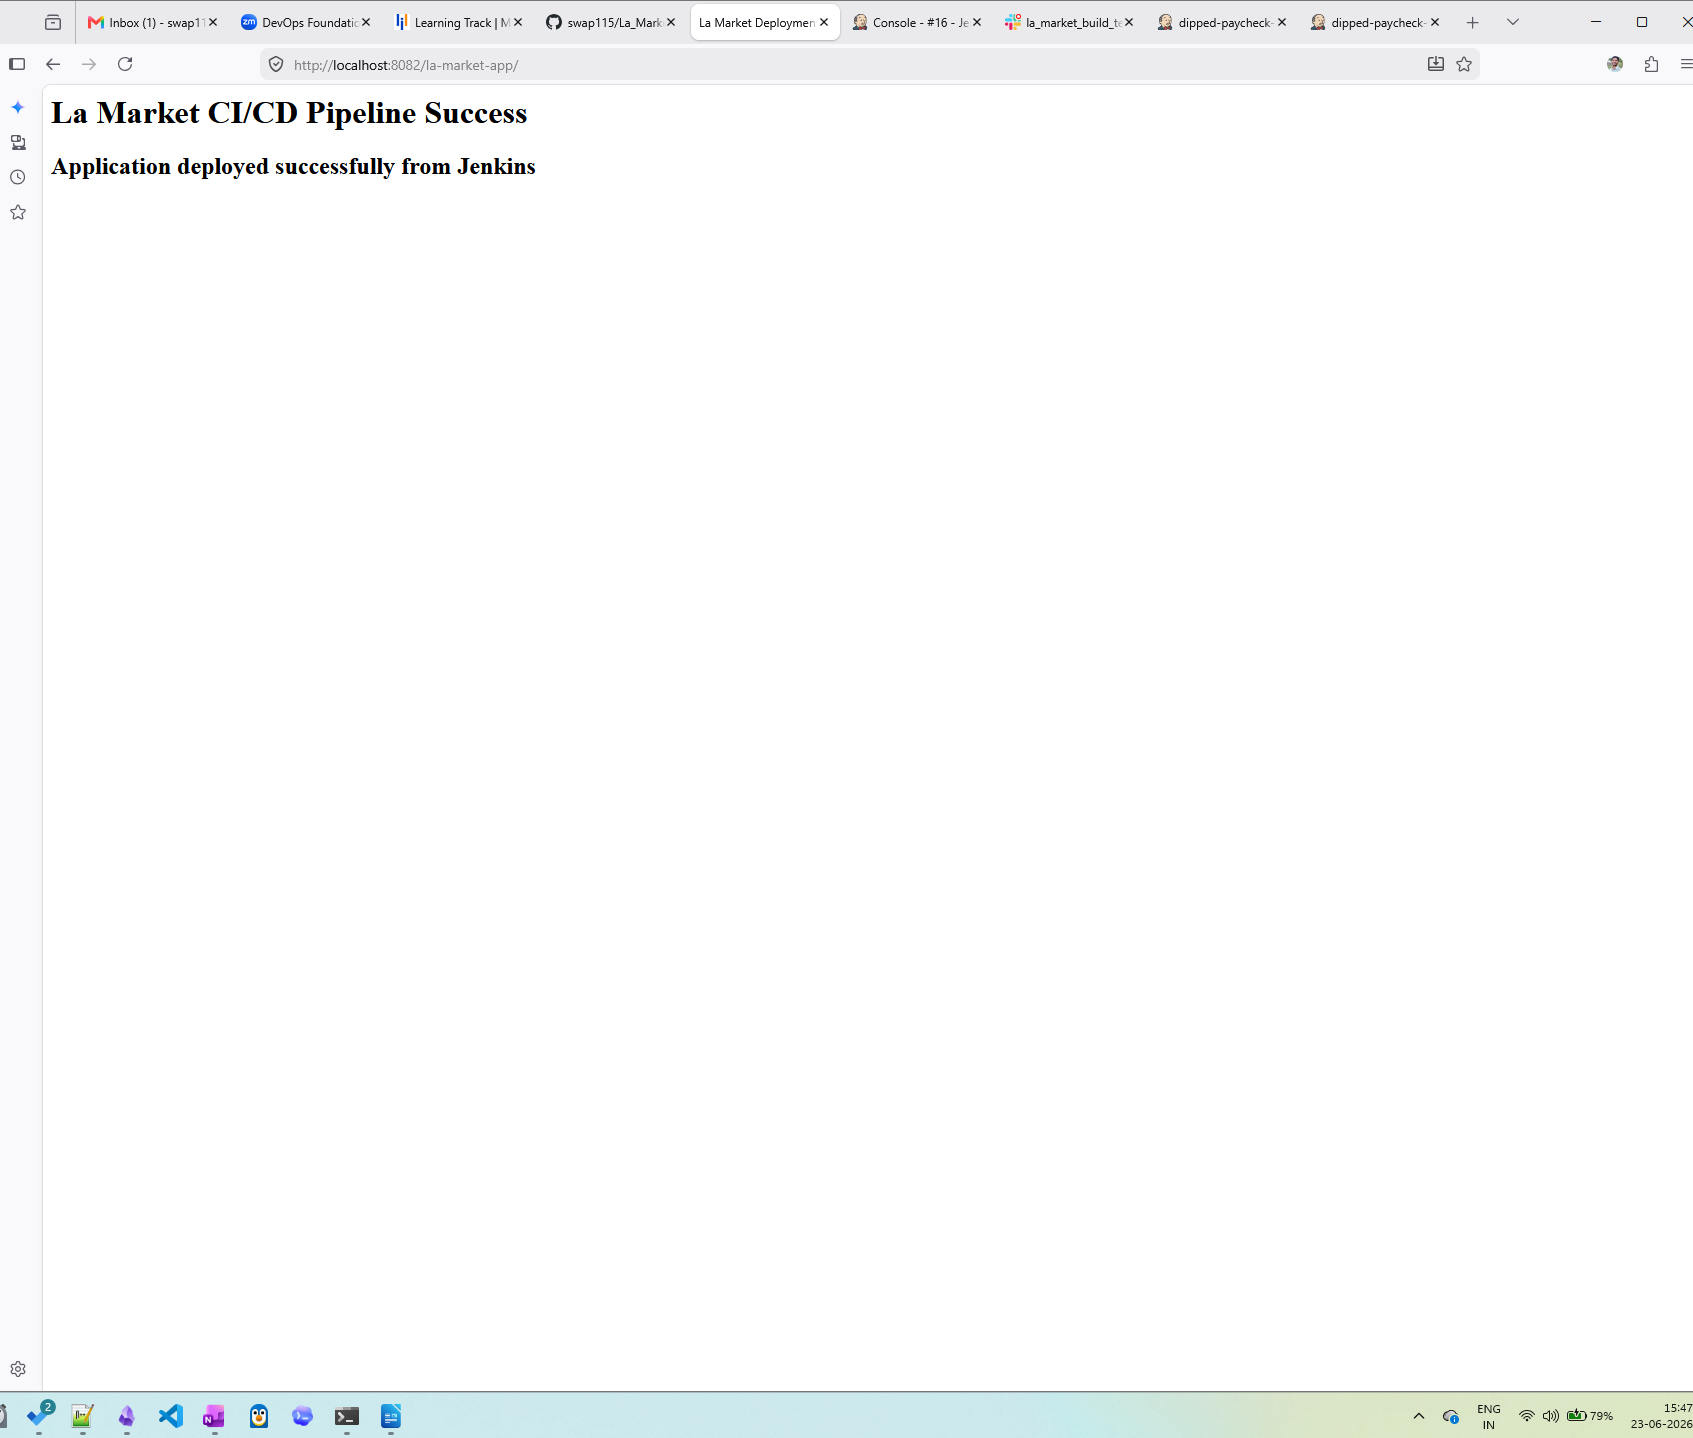 Inbox (1) - swap11
DevOps Foundatic
Learning Track | M
swap115/La_Mark
La Market Deploymen
Console - #16 - Je
la_market_build_te
dipped-paycheck-
dipped-paycheck-
http://localhost:8082/la-market-app/
La Market CI/CD Pipeline Success
Application deployed successfully from Jenkins
2
ENG
IN
79%
15:47
23-06-2026